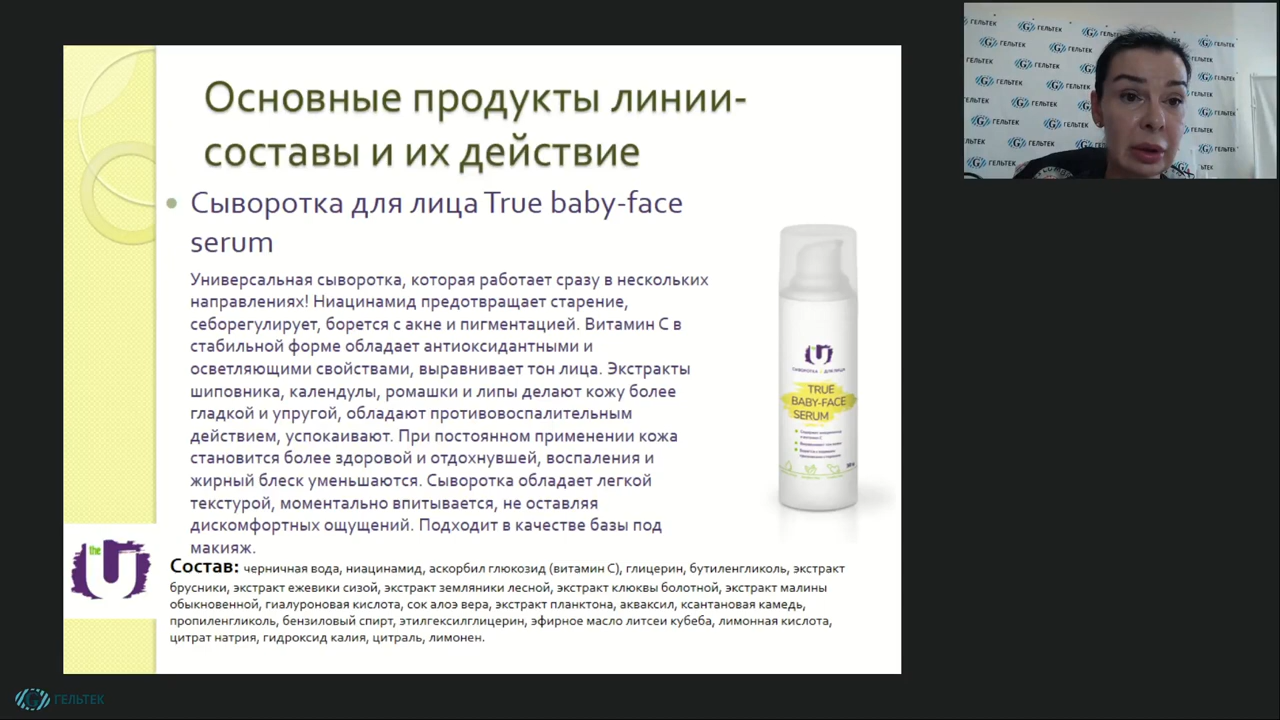 Основные продукты линии-
составы и их действие
Сыворотка для лица True baby-face
serum
Универсальная сыворотка, которая работает сразу в нескольких
направлениях! Ниацинамид предотвращает старение,
себорегулирует, борется с акне и пигментацией. Витамин С в
стабильной форме обладает антиоксидантными и
осветляющими свойствами, выравнивает тон лица. Экстракты
шиповника, календулы, ромашки и липы делают кожу более
гладкой и упругой, обладают противовоспалительным
действием, успокаивают. При постоянном применении кожа
становится более здоровой и отдохнувшей, воспаления и
жирный блеск уменьшаются. Сыворотка обладает легкой
текстурой, моментально впитывается, не оставляя
дискомфортных ощущений. Подходит в качестве базы под
макияж.
Состав: черничная вода, ниацинамид, аскорбил глюкозид (витамин С), глицерин, бутиленгликоль, экстракт
брусники, экстракт ежевики сизой, экстракт земляники лесной, экстракт клюквы болотной, экстракт малины
обыкновенной, гиалуроновая кислота, сок алоэ вера, экстракт планктона, акваксил, ксантановая камедь,
пропиленгликоль, бензиловый спирт, этилгексилглицерин, эфирное масло литсеи кубеба, лимонная кислота,
цитрат натрия, гидроксид калия, цитраль, лимонен.
the U
U
СЫВОРОТКА ДЛЯ ЛИЦА
TRUE
BABY-FACE
SERUM
ГЕЛЬТЕК
ГЕЛЬТЕК